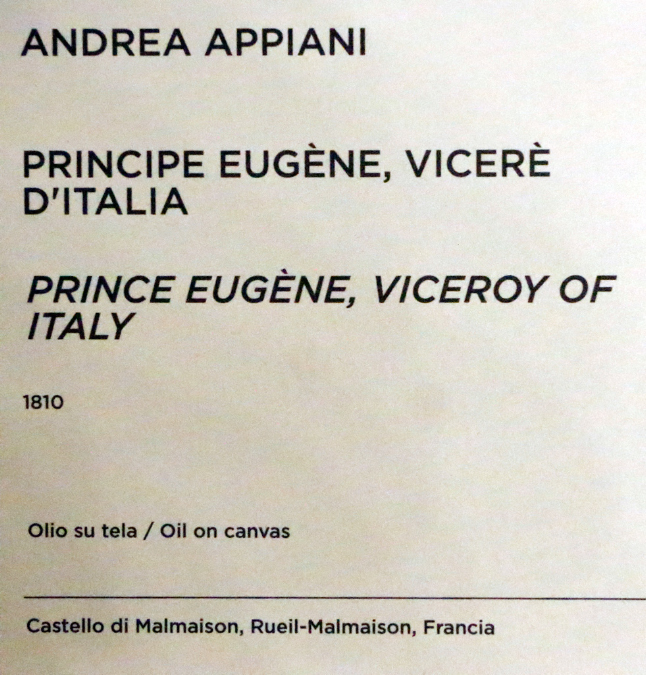 ANDREA APPIANI
PRINCIPE EUGÈNE, VICERÈ
D'ITALIA
PRINCE EUGÈNE, VICEROY OF
ITALY
1810
Olio su tela / Oil on canvas
Castello di Malmaison, Rueil-Malmaison, Francia